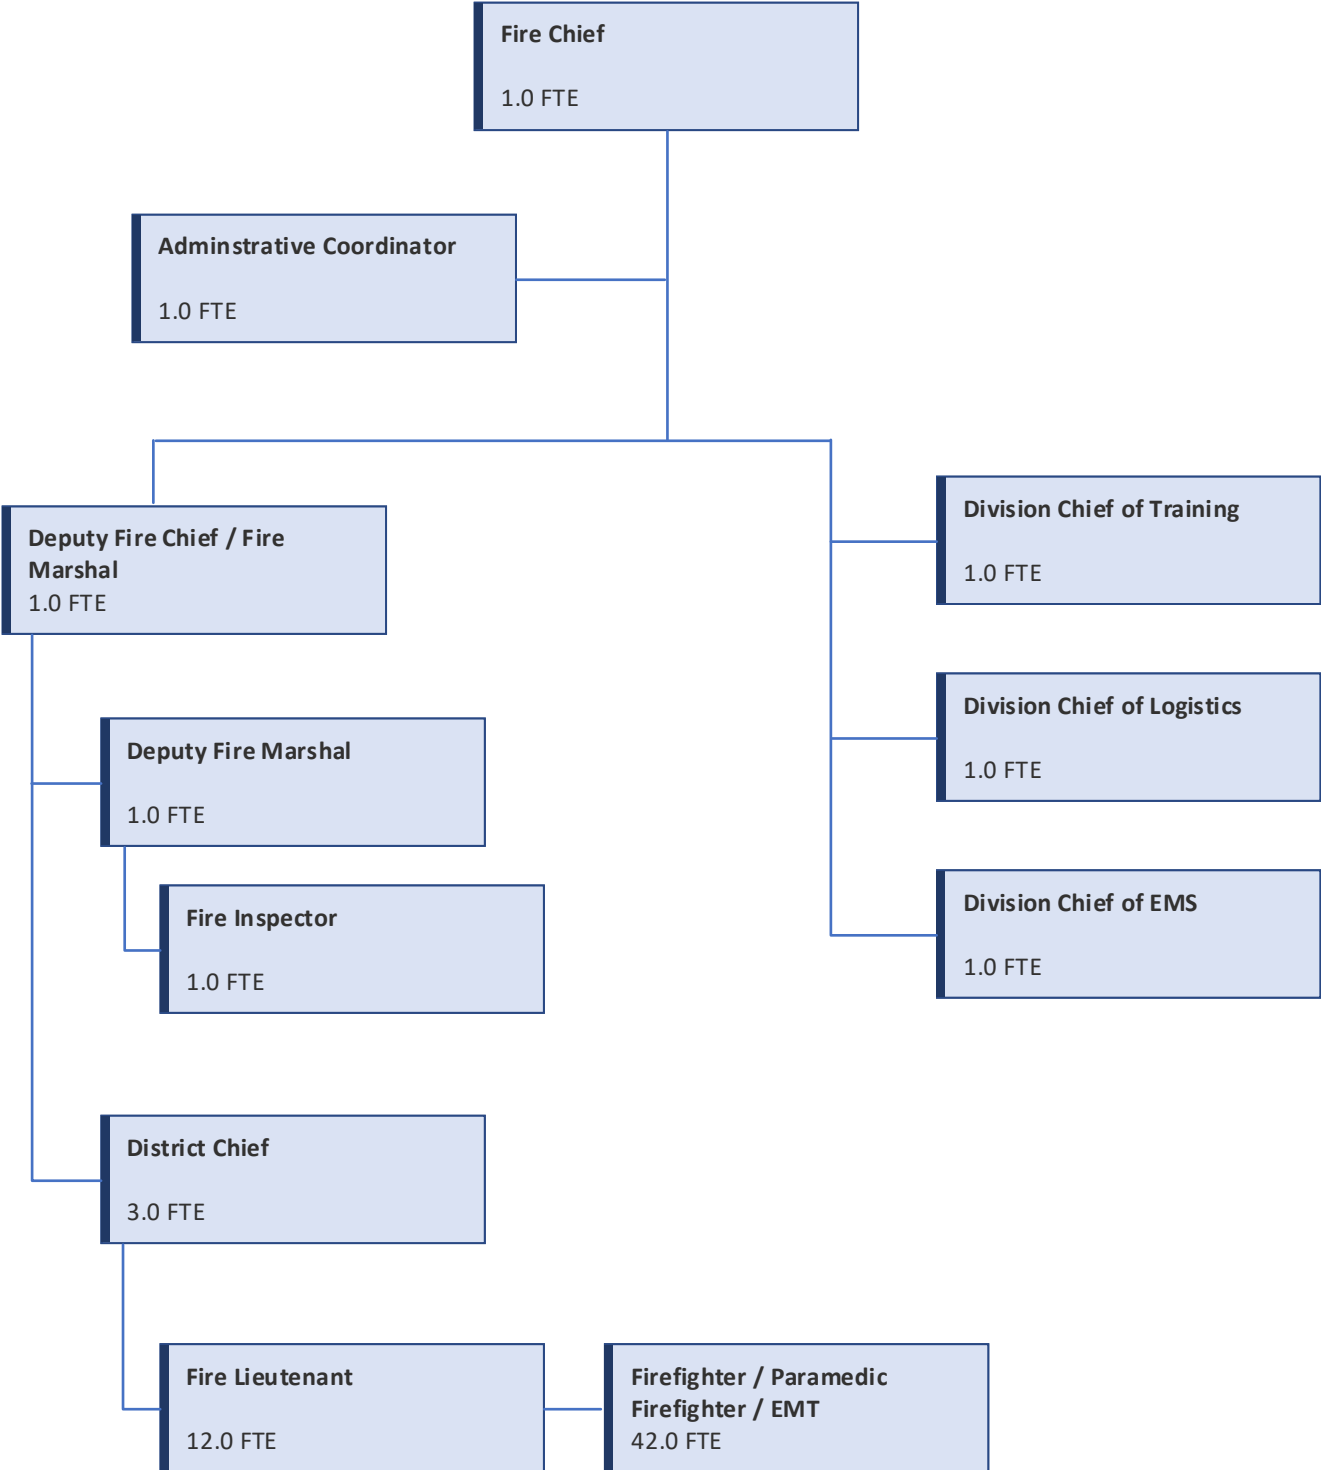 Fire Chief
1.0 FTE
Adminstrative Coordinator
1.0 FTE
Deputy Fire Chief / Fire
Marshal
1.0 FTE
Deputy Fire Marshal
1.0 FTE
Fire Inspector
1.0 FTE
District Chief
3.0 FTE
Fire Lieutenant
12.0 FTE
Firefighter / Paramedic
Firefighter / EMT
42.0 FTE
Division Chief of Training
1.0 FTE
Division Chief of Logistics
1.0 FTE
Division Chief of EMS
1.0 FTE